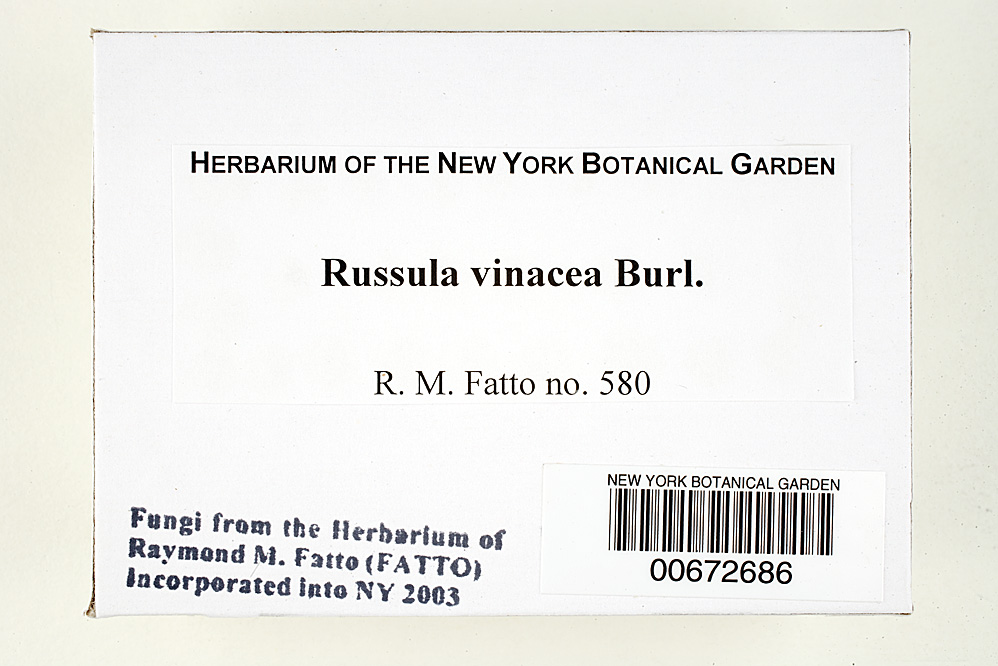 HERBARIUM OF THE NEW YORK BOTANICAL GARDEN
Russula vinacea Burl.
R. M. Fatto no. 580
NEW YORK BOTANICAL GARDEN
00672686
Fungi from the Herbarium of
Raymond M. Fatto (FATTO)
Incorporated into NY 2003